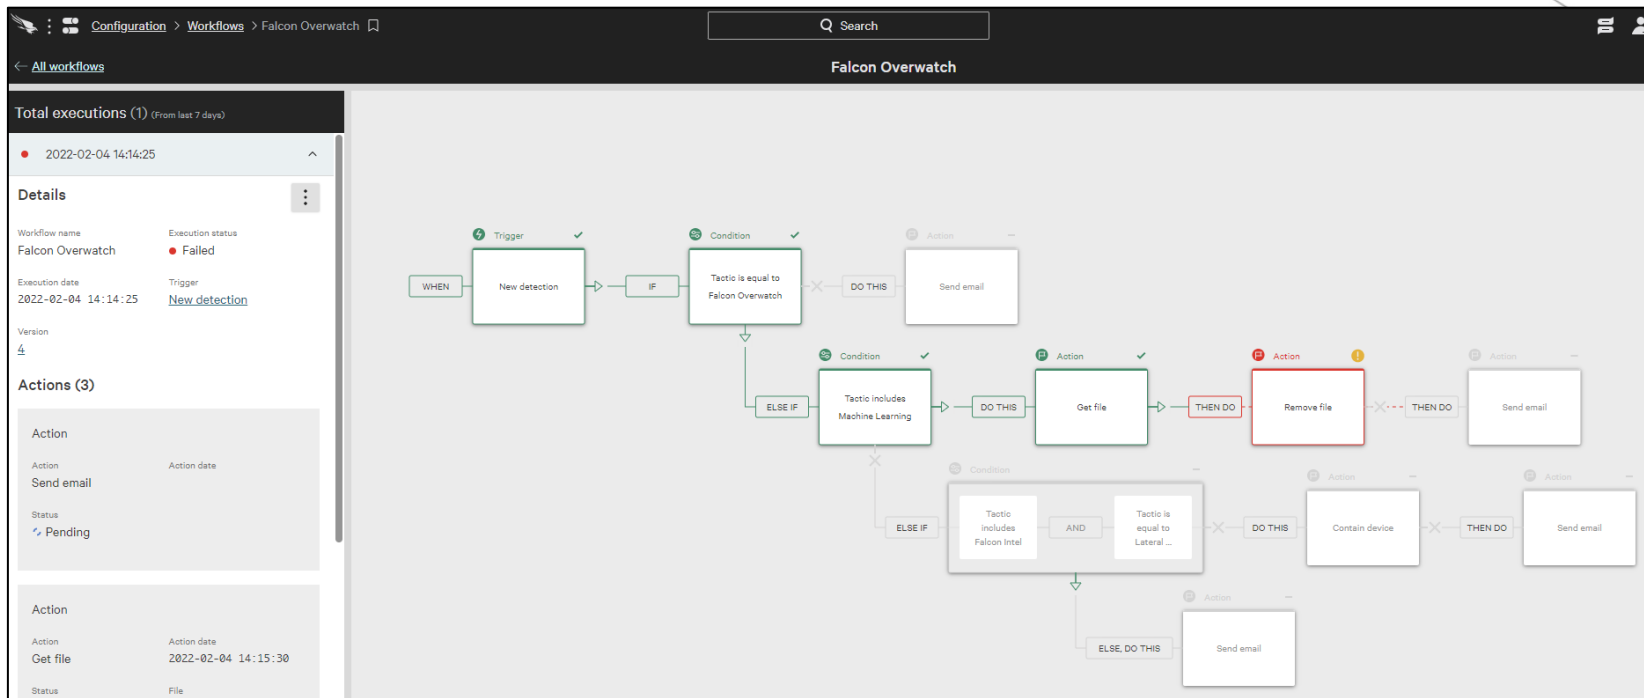 Configuration > Workflows > Falcon Overwatch
Search
All workflows
Falcon Overwatch
Total executions (1) (From last 7 days)
2022-02-04 14:14:25
Details
Workflow name
Execution status
Falcon Overwatch
Failed
Execution date
Trigger
2022-02-04 14:14:25
New detection
Version
4
Actions (3)
Action
Action
Action date
Send email
Status
Pending
Action
Action
Action date
Get file
2022-02-04 14:15:30
Status
File
Trigger
Condition
Action
WHEN
New detection
IF
Tactic is equal to
Falcon Overwatch
DO THIS
Send email
Condition
Action
Action
Action
ELSE IF
Tactic includes
Machine Learning
DO THIS
Get file
THEN DO
Remove file
THEN DO
Send email
Condition
Action
Action
ELSE IF
Tactic
includes
Falcon Intel
AND
Tactic is
equal to
Lateral ...
DO THIS
Contain device
THEN DO
Send email
Action
ELSE, DO THIS
Send email